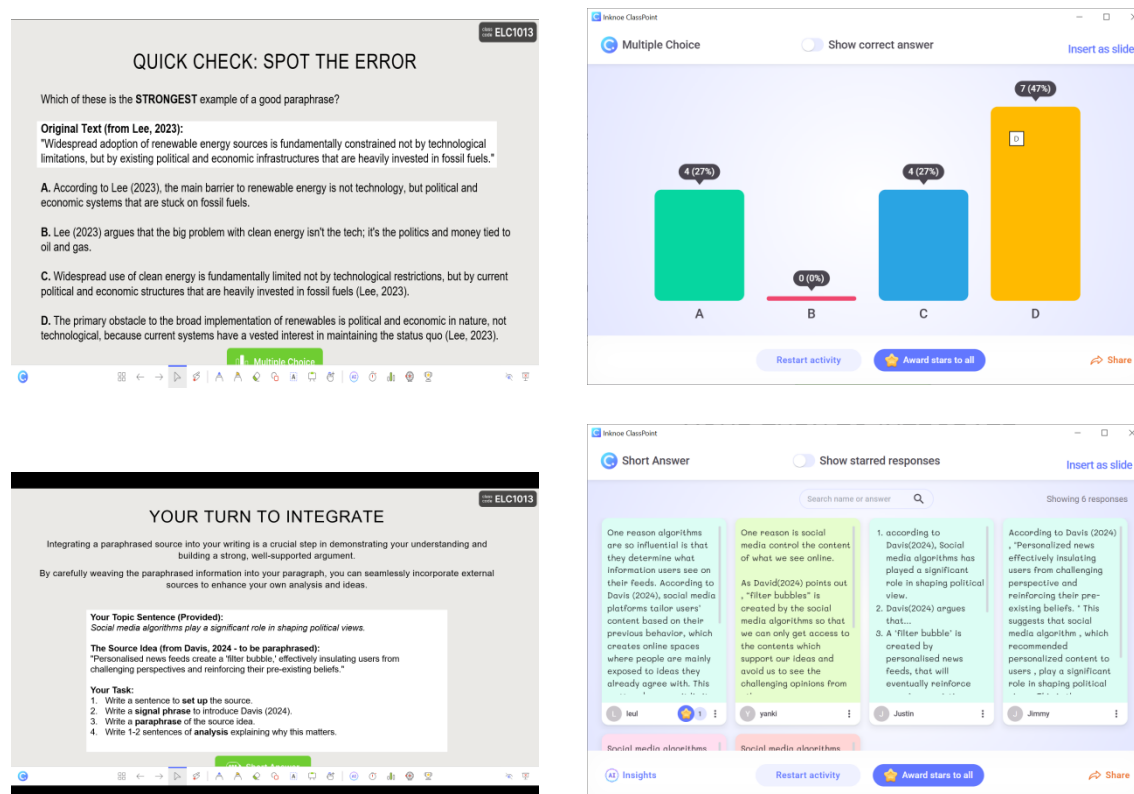 class code ELC1013
QUICK CHECK: SPOT THE ERROR
Which of these is the STRONGEST example of a good paraphrase?
Original Text (from Lee, 2023):
"Widespread adoption of renewable energy sources is fundamentally constrained not by technological
limitations, but by existing political and economic infrastructures that are heavily invested in fossil fuels."
A. According to Lee (2023), the main barrier to renewable energy is not technology, but political and
economic systems that are stuck on fossil fuels.
B. Lee (2023) argues that the big problem with clean energy isn't the tech; it's the politics and money tied to
oil and gas.
C. Widespread use of clean energy is fundamentally limited not by technological restrictions, but by current
political and economic structures that are heavily invested in fossil fuels (Lee, 2023).
D. The primary obstacle to the broad implementation of renewables is political and economic in nature, not
technological, because current systems have a vested interest in maintaining the status quo (Lee, 2023).
Multiple Choice
Inknoe ClassPoint
Multiple Choice
Show correct answer
Insert as slide
4 (27%)
0 (0%)
4 (27%)
7 (47%)
D
A
B
C
D
Restart activity
Award stars to all
Share
class code ELC1013
YOUR TURN TO INTEGRATE
Integrating a paraphrased source into your writing is a crucial step in demonstrating your understanding and
building a strong, well-supported argument.
By carefully weaving the paraphrased information into your paragraph, you can seamlessly incorporate external
sources to enhance your own analysis and ideas.
Your Topic Sentence (Provided):
Social media algorithms play a significant role in shaping political views.
The Source Idea (from Davis, 2024 - to be paraphrased):
"Personalised news feeds create a 'filter bubble,' effectively insulating users from
challenging perspectives and reinforcing their pre-existing beliefs."
Your Task:
1. Write a sentence to set up the source.
2. Write a signal phrase to introduce Davis (2024).
3. Write a paraphrase of the source idea.
4. Write 1-2 sentences of analysis explaining why this matters.
Short Answer
Inknoe ClassPoint
Short Answer
Show starred responses
Insert as slide
Search name or answer
Showing 6 responses
One reason algorithms
are so influential is that
they determine what
information users see on
their feeds. According to
Davis (2024), social media
platforms tailor users'
content based on their
previous behavior, which
creates online spaces
where people are mainly
exposed to ideas they
already agree with. This
L leul
1
One reason is social
media control the content
of what we see online.
As David(2024) points out
, "filter bubbles" is
created by the social
media algorithms so that
we can only get access to
the contents which
support our ideas and
avoid us to see the
challenging opinions from
Y yanki
1. according to
Davis(2024), Social
media algorithms has
played a significant
role in shaping political
view.
2. Davis(2024) argues
that...
3. A 'filter bubble' is
created by
personalised news
feeds, that will
eventually reinforce
J Justin
According to Davis (2024)
, "Personalized news
effectively insulating
users from challenging
perspective and
reinforcing their pre-
existing beliefs. ' This
suggests that social
media algorithm , which
recommended
personalized content to
users , play a significant
role in shaping political
J Jimmy
Social media algorithms
Social media algorithms
AI Insights
Restart activity
Award stars to all
Share